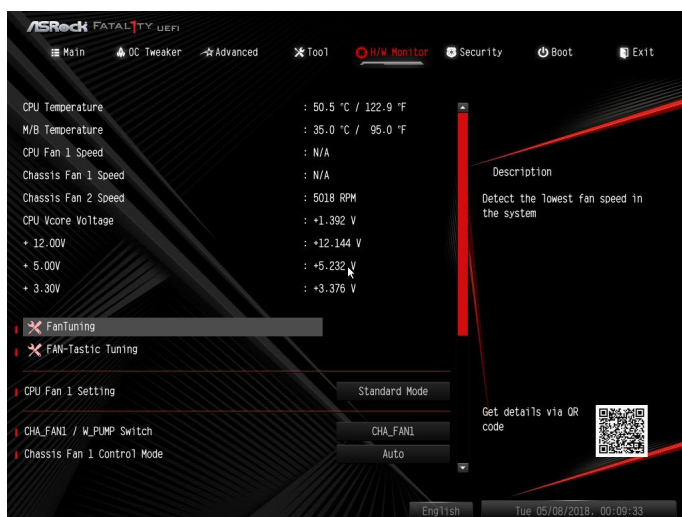 ASRock FATAL1TY UEFI
Main OC Tweaker Advanced Tool H/W Monitor Security Boot Exit
CPU Temperature : 50.5 °C / 122.9 °F
M/B Temperature : 35.0 °C / 95.0 °F
CPU Fan 1 Speed : N/A
Chassis Fan 1 Speed : N/A
Chassis Fan 2 Speed : 5018 RPM
CPU Vcore Voltage : +1.392 V
+ 12.00V : +12.144 V
+ 5.00V : +5.232 V
+ 3.30V : +3.376 V
FanTuning
FAN-Tastic Tuning
CPU Fan 1 Setting Standard Mode
CHA_FAN1 / W_PUMP Switch CHA_FAN1
Chassis Fan 1 Control Mode Auto
Description
Detect the lowest fan speed in
the system
Get details via QR
code
English Tue 05/08/2018. 00:09:33